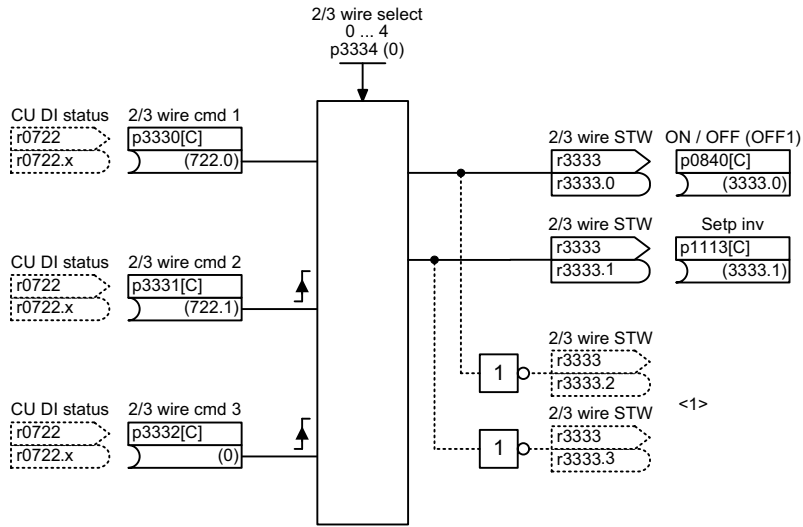 2/3 wire select
0 ... 4
p3334 (0)
CU DI status
r0722
r0722.x
2/3 wire cmd 1
p3330[C]
(722.0)
CU DI status
r0722
r0722.x
2/3 wire cmd 2
p3331[C]
(722.1)
CU DI status
r0722
r0722.x
2/3 wire cmd 3
p3332[C]
(0)
2/3 wire STW
r3333
r3333.0
ON / OFF (OFF1)
p0840[C]
(3333.0)
2/3 wire STW
r3333
r3333.1
Setp inv
p1113[C]
(3333.1)
1
2/3 wire STW
r3333
r3333.2
<1>
1
2/3 wire STW
r3333
r3333.3